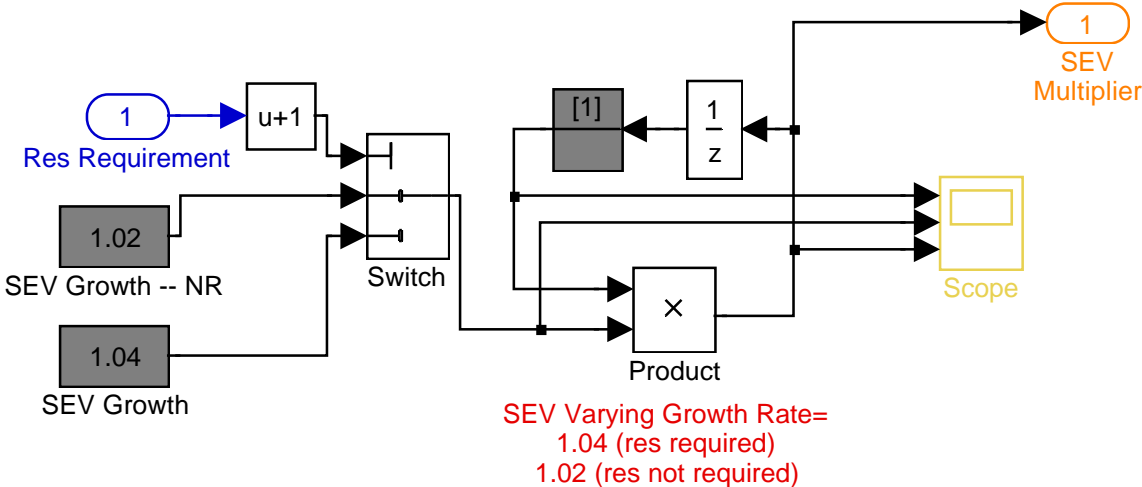 1
SEV
Multiplier
1
Res Requirement
u+1
[1]
1
z
1.02
SEV Growth -- NR
Switch
Scope
1.04
SEV Growth
×
Product
SEV Varying Growth Rate=
1.04 (res required)
1.02 (res not required)